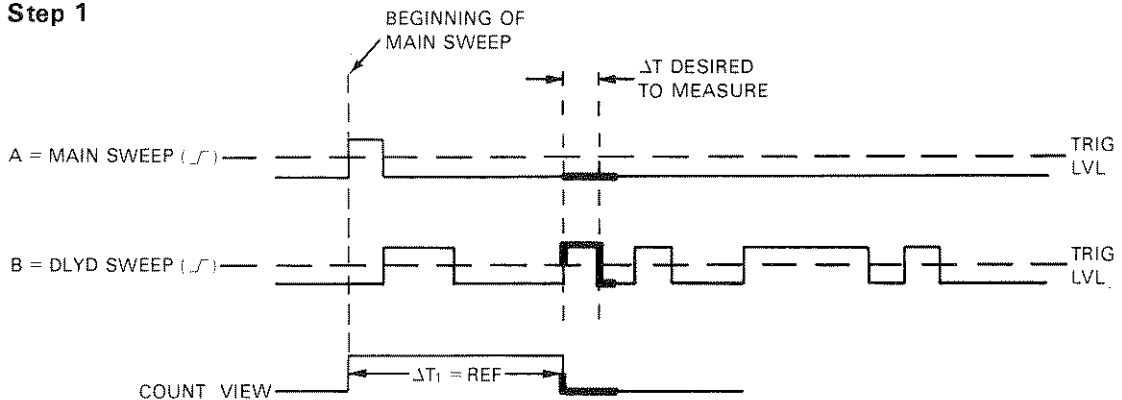 Step 1
BEGINNING OF
MAIN SWEEP
ΔT DESIRED
TO MEASURE
A = MAIN SWEEP (⎍)
TRIG
LVL
B = DLYD SWEEP (⎍)
TRIG
LVL
ΔT₁ = REF
COUNT VIEW